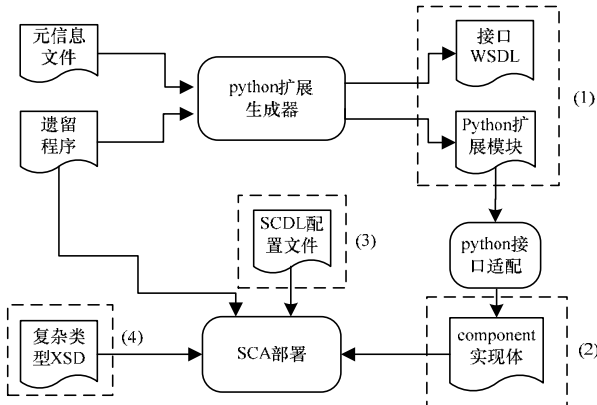 元信息
文件
python扩展
生成器
接口
WSDL
(1)
遗留
程序
Python扩
展模块
SCDL配
置文件
(3)
python接
口适配
复杂类
型XSD
(4)
SCA部署
component
实现体
(2)